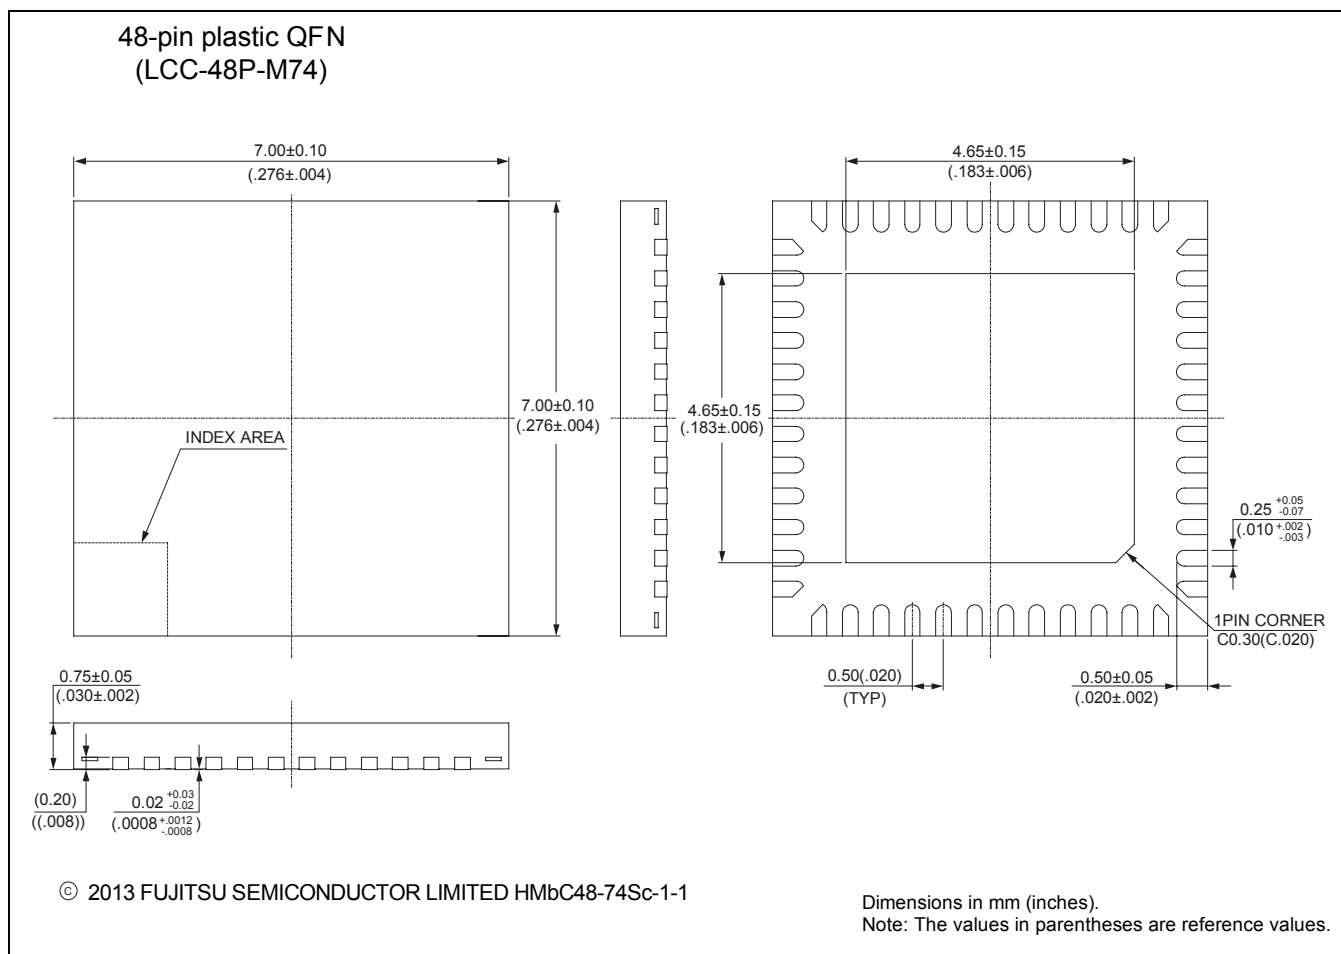 48-pin plastic QFN
(LCC-48P-M74)
7.00±0.10
(.276±.004)
4.65±0.15
(.183±.006)
7.00±0.10
(.276±.004)
4.65±0.15
(.183±.006)
INDEX AREA
0.25 +0.05 -0.07
(.010 +.002 -.003)
1PIN CORNER
C0.30(C.020)
0.75±0.05
(.030±.002)
0.50(.020)
(TYP)
0.50±0.05
(.020±.002)
(0.20)
((.008))
0.02 +0.03 -0.02
(.0008 +.0012 -.0008)
© 2013 FUJITSU SEMICONDUCTOR LIMITED HMbC48-74Sc-1-1
Dimensions in mm (inches).
Note: The values in parentheses are reference values.